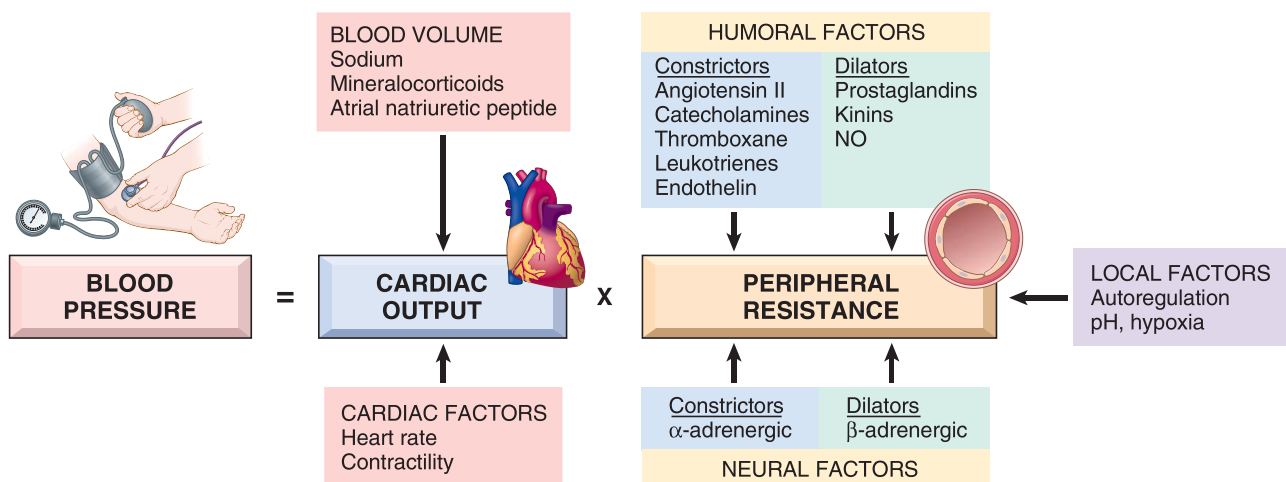 BLOOD VOLUME
Sodium
Mineralocorticoids
Atrial natriuretic peptide
HUMORAL FACTORS
Constrictors
Angiotensin II
Catecholamines
Thromboxane
Leukotrienes
Endothelin
Dilators
Prostaglandins
Kinins
NO
BLOOD
PRESSURE
=
CARDIAC
OUTPUT
x
PERIPHERAL
RESISTANCE
LOCAL FACTORS
Autoregulation
pH, hypoxia
CARDIAC FACTORS
Heart rate
Contractility
Constrictors
α-adrenergic
Dilators
β-adrenergic
NEURAL FACTORS